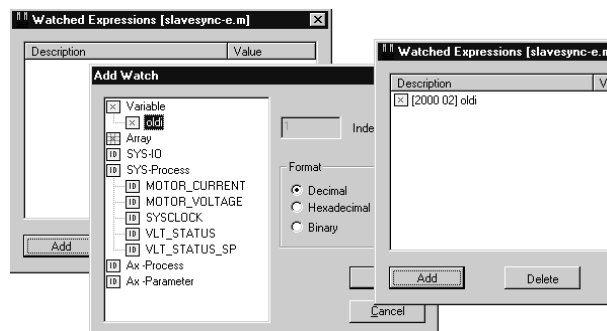 Watched Expressions [slavesync-e.m]
Description Value
Add
Add Watch
Variable
oldi
Array
SYS-IO
SYS-Process
MOTOR_CURRENT
MOTOR_VOLTAGE
SYSCLOCK
VLT_STATUS
VLT_STATUS_SP
Ax -Process
Ax -Parameter
1 Inde
Format
Decimal
Hexadecimal
Binary
Cancel
Watched Expressions [slavesync-e.m
Description V
[2000 02] oldi
Add Delete